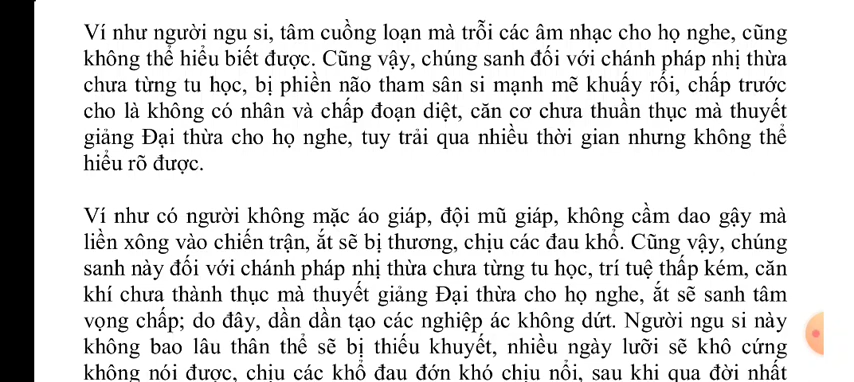 Ví như người ngu si, tâm cuồng loạn mà trỗi các âm nhạc cho họ nghe, cũng
không thể hiểu biết được. Cũng vậy, chúng sanh đối với chánh pháp nhị thừa
chưa từng tu học, bị phiền não tham sân si mạnh mẽ khuấy rối, chấp trước
cho là không có nhân và chấp đoạn diệt, căn cơ chưa thuần thục mà thuyết
giảng Đại thừa cho họ nghe, tuy trải qua nhiều thời gian nhưng không thể
hiểu rõ được.
Ví như có người không mặc áo giáp, đội mũ giáp, không cầm dao gậy mà
liền xông vào chiến trận, ắt sẽ bị thương, chịu các đau khổ. Cũng vậy, chúng
sanh này đối với chánh pháp nhị thừa chưa từng tu học, trí tuệ thấp kém, căn
khí chưa thành thục mà thuyết giảng Đại thừa cho họ nghe, ắt sẽ sanh tâm
vọng chấp; do đây, dần dần tạo các nghiệp ác không dứt. Người ngu si này
không bao lâu thân thể sẽ bị thiếu khuyết, nhiều ngày lưỡi sẽ khô cứng
không nói được, chịu các khổ đau đớn khó chịu nổi, sau khi qua đời nhất